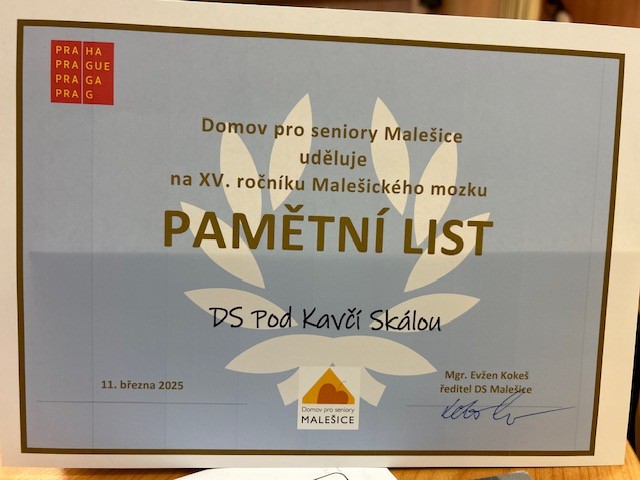 PRA HA
PRA GUE
PRA GA
PRA G
Domov pro seniory Malešice
uděluje
na XV. ročníku Malešického mozku
PAMĚTNÍ LIST
DS Pod Kavčí Skálou
11. března 2025
Mgr. Evžen Kokeš
ředitel DS Malešice
Domov pro seniory
MALEŠICE